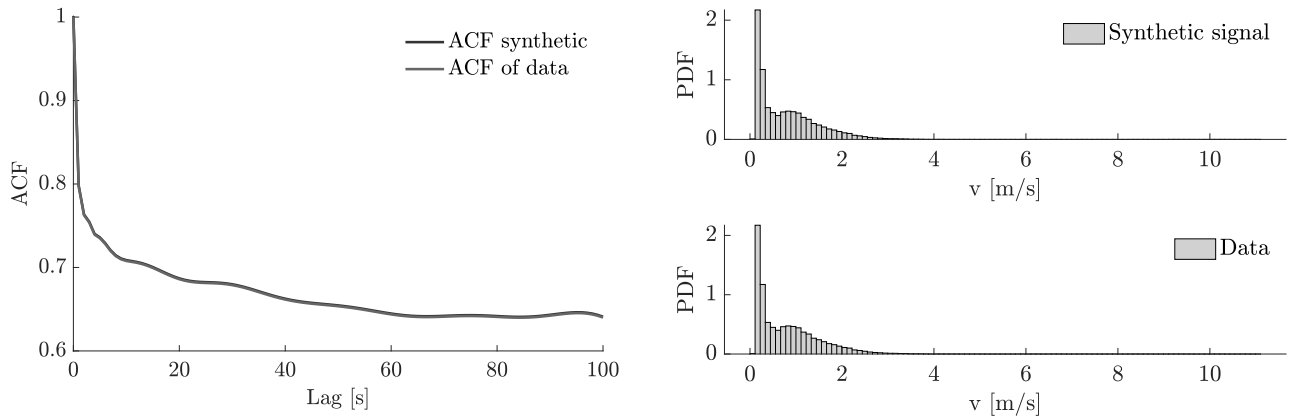 1
0.9
0.8
0.7
0.6
ACF
0 20 40 60 80 100
Lag [s]
ACF synthetic
ACF of data
2
1
0
PDF
0 2 4 6 8 10
v [m/s]
Synthetic signal
2
1
0
PDF
0 2 4 6 8 10
v [m/s]
Data